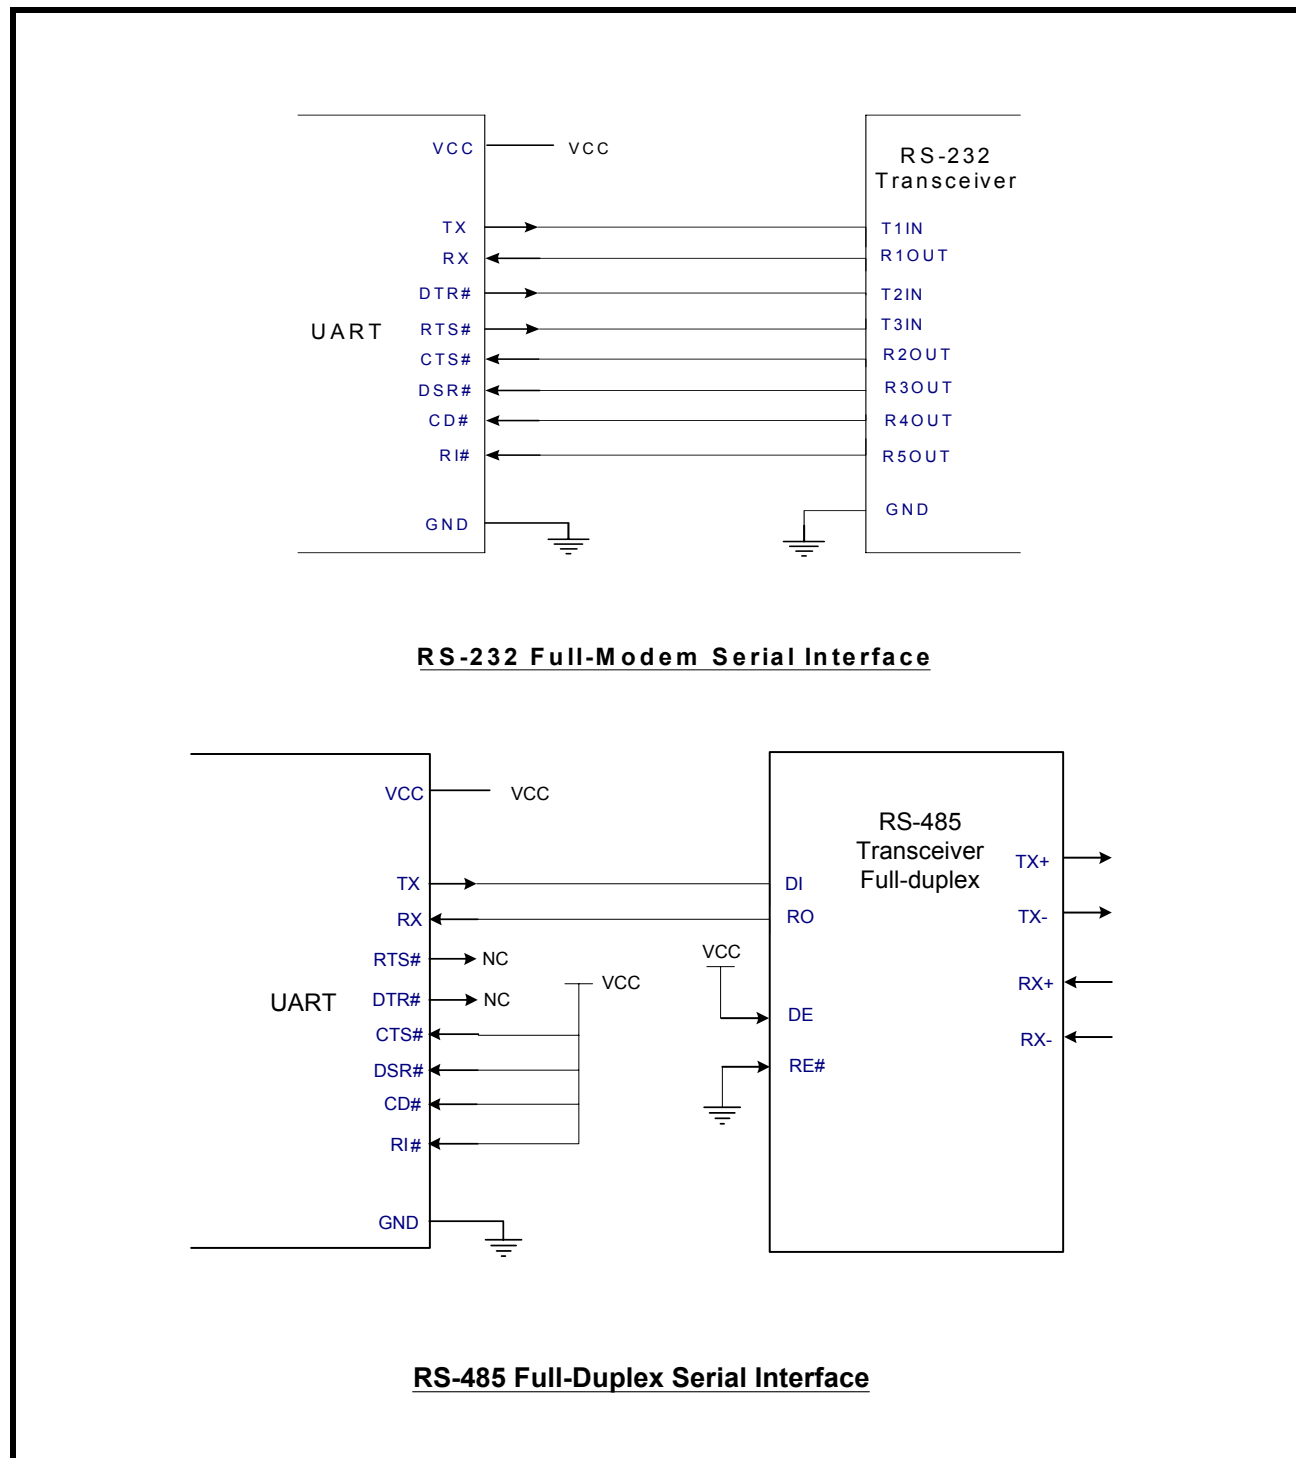 VCC VCC
RS-232
Transceiver
TX T1IN
RX R1OUT
DTR# T2IN
UART RTS# T3IN
CTS# R2OUT
DSR# R3OUT
CD# R4OUT
RI# R5OUT
GND GND
RS-232 Full-Modem Serial Interface
VCC VCC
RS-485
Transceiver
Full-duplex
TX+
TX DI
RX RO
TX-
RTS# NC
VCC
VCC
RX+
UART DTR# NC
DE
CTS#
RX-
DSR#
RE#
CD#
RI#
GND
RS-485 Full-Duplex Serial Interface